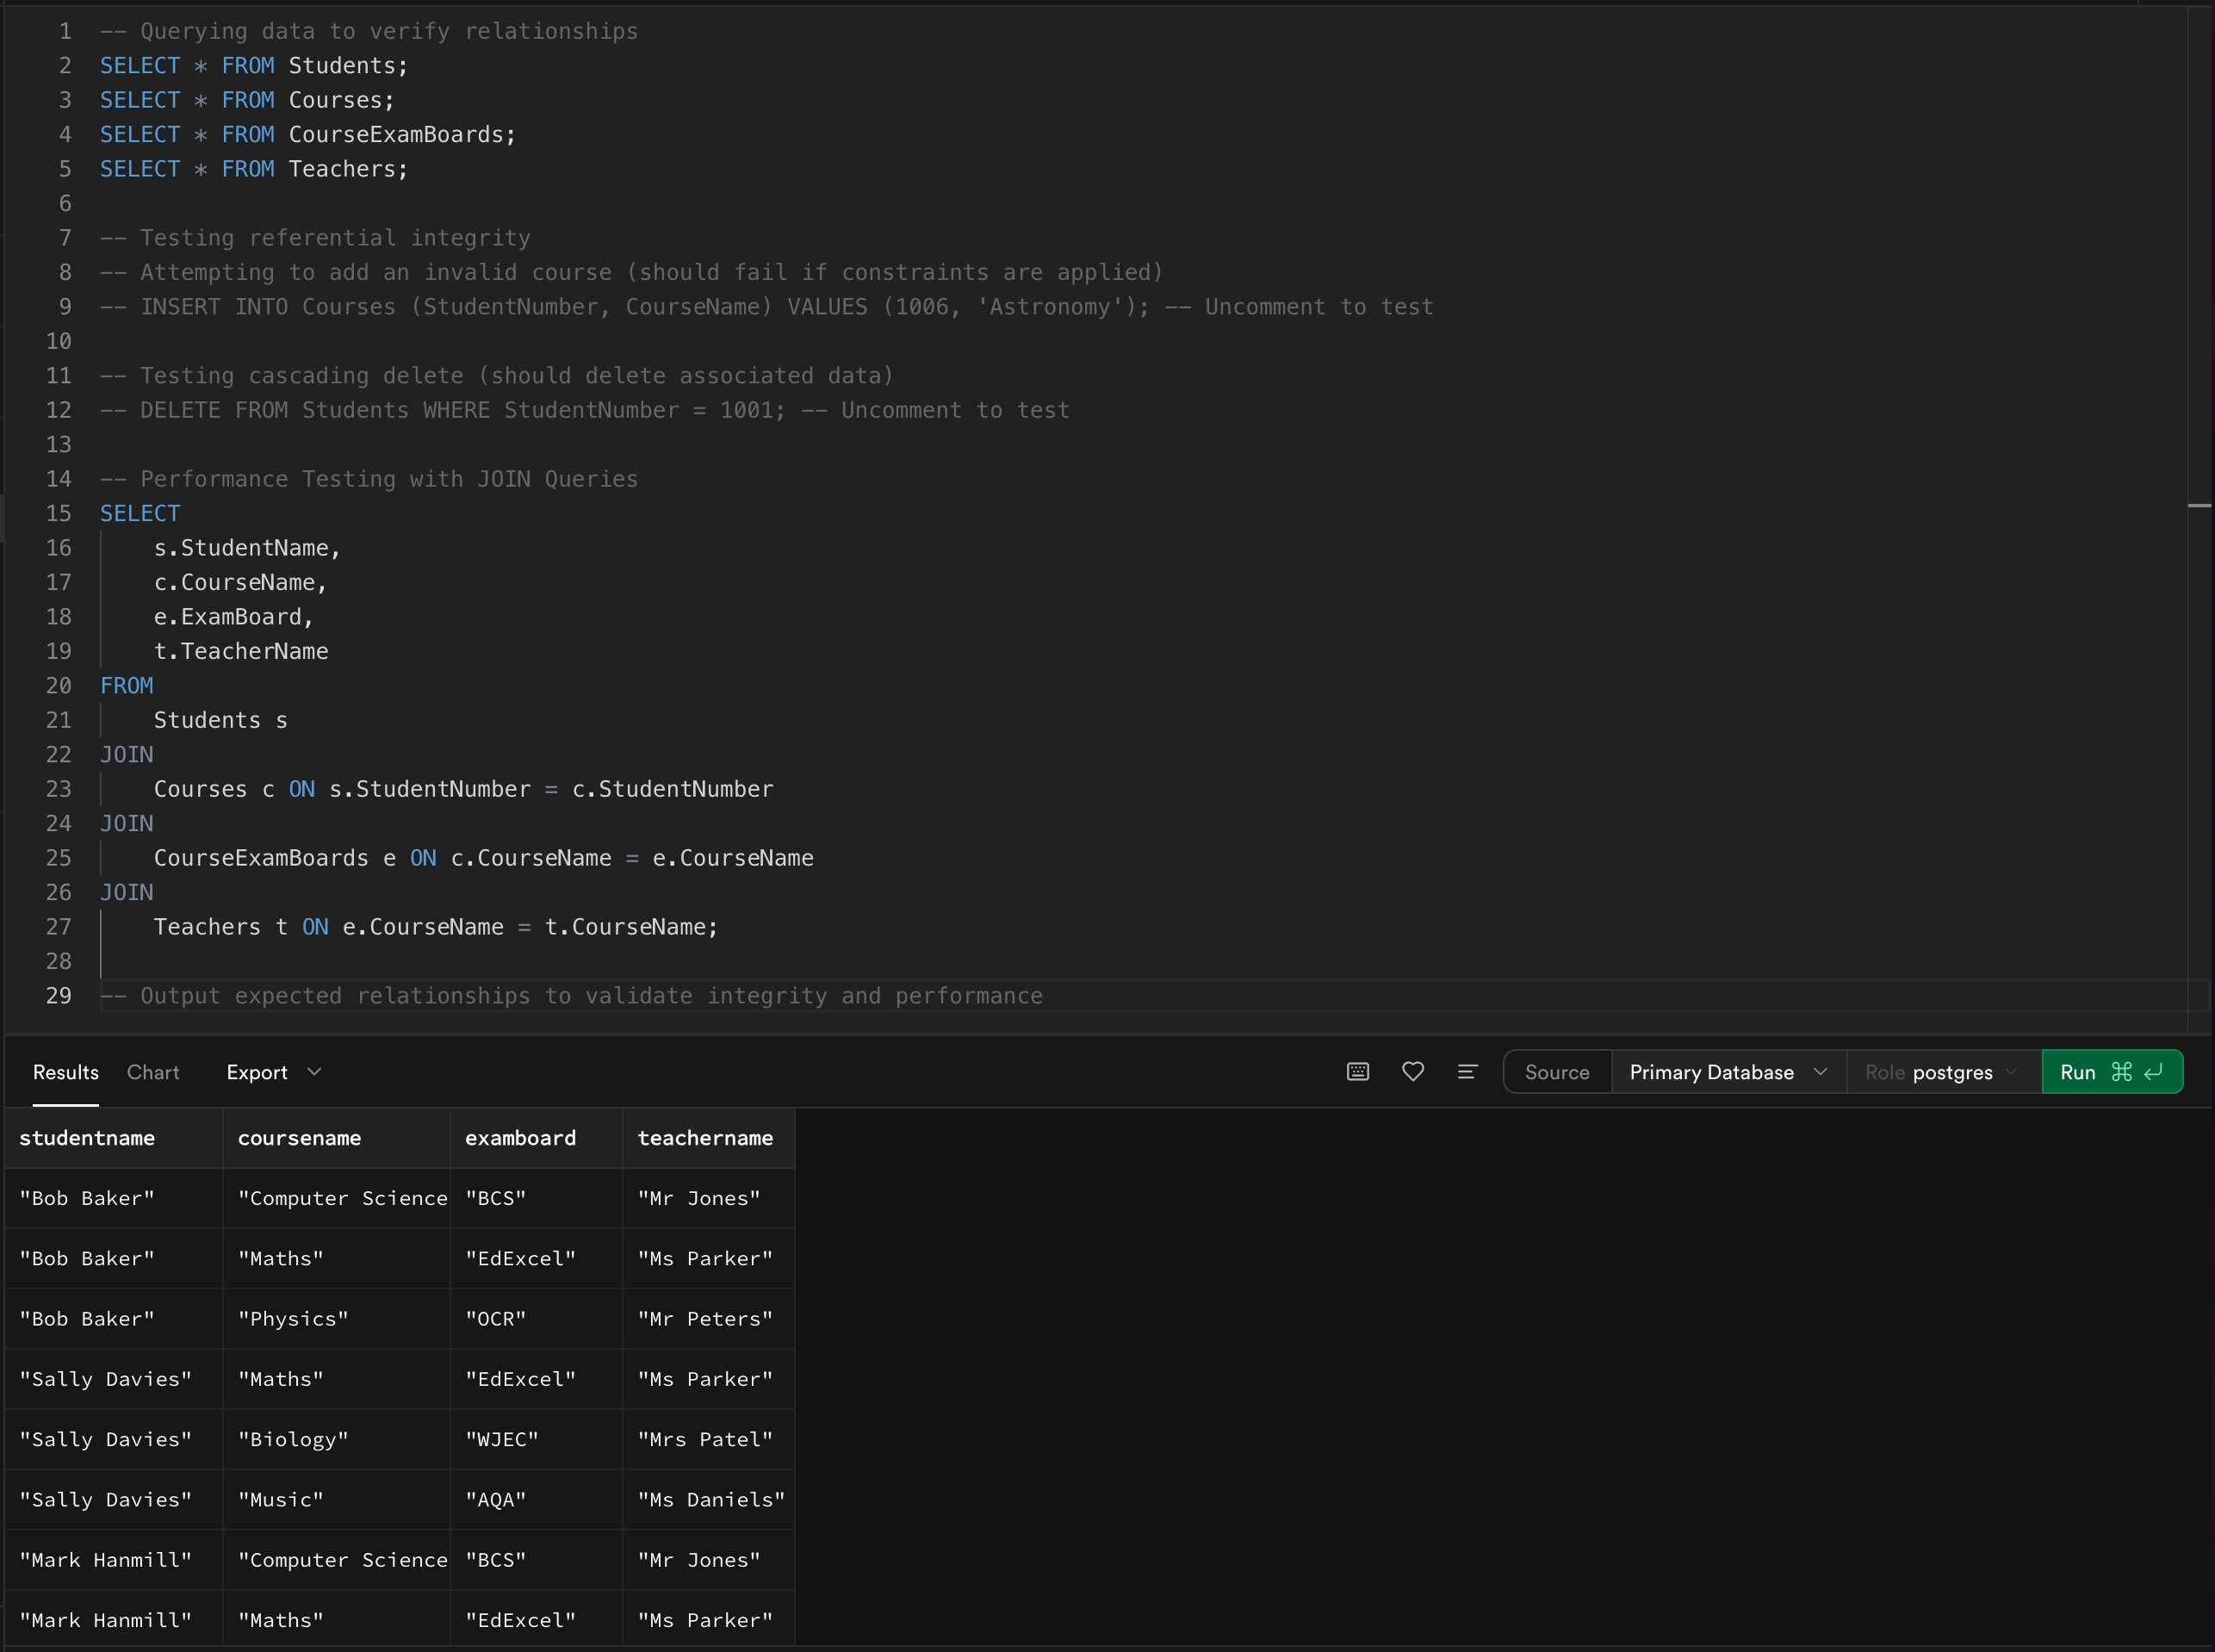 1 -- Querying data to verify relationships
2 SELECT * FROM Students;
3 SELECT * FROM Courses;
4 SELECT * FROM CourseExamBoards;
5 SELECT * FROM Teachers;
6
7 -- Testing referential integrity
8 -- Attempting to add an invalid course (should fail if constraints are applied)
9 -- INSERT INTO Courses (StudentNumber, CourseName) VALUES (1006, 'Astronomy'); -- Uncomment to test
10
11 -- Testing cascading delete (should delete associated data)
12 -- DELETE FROM Students WHERE StudentNumber = 1001; -- Uncomment to test
13
14 -- Performance Testing with JOIN Queries
15 SELECT
16 s.StudentName,
17 c.CourseName,
18 e.ExamBoard,
19 t.TeacherName
20 FROM
21 Students s
22 JOIN
23 Courses c ON s.StudentNumber = c.StudentNumber
24 JOIN
25 CourseExamBoards e ON c.CourseName = e.CourseName
26 JOIN
27 Teachers t ON e.CourseName = t.CourseName;
28
29 -- Output expected relationships to validate integrity and performance
Results Chart Export Source Primary Database Role postgres Run ⌘ ↵
studentname coursename examboard teachername
"Bob Baker" "Computer Science "BCS" "Mr Jones"
"Bob Baker" "Maths" "EdExcel" "Ms Parker"
"Bob Baker" "Physics" "OCR" "Mr Peters"
"Sally Davies" "Maths" "EdExcel" "Ms Parker"
"Sally Davies" "Biology" "WJEC" "Mrs Patel"
"Sally Davies" "Music" "AQA" "Ms Daniels"
"Mark Hanmill" "Computer Science "BCS" "Mr Jones"
"Mark Hanmill" "Maths" "EdExcel" "Ms Parker"